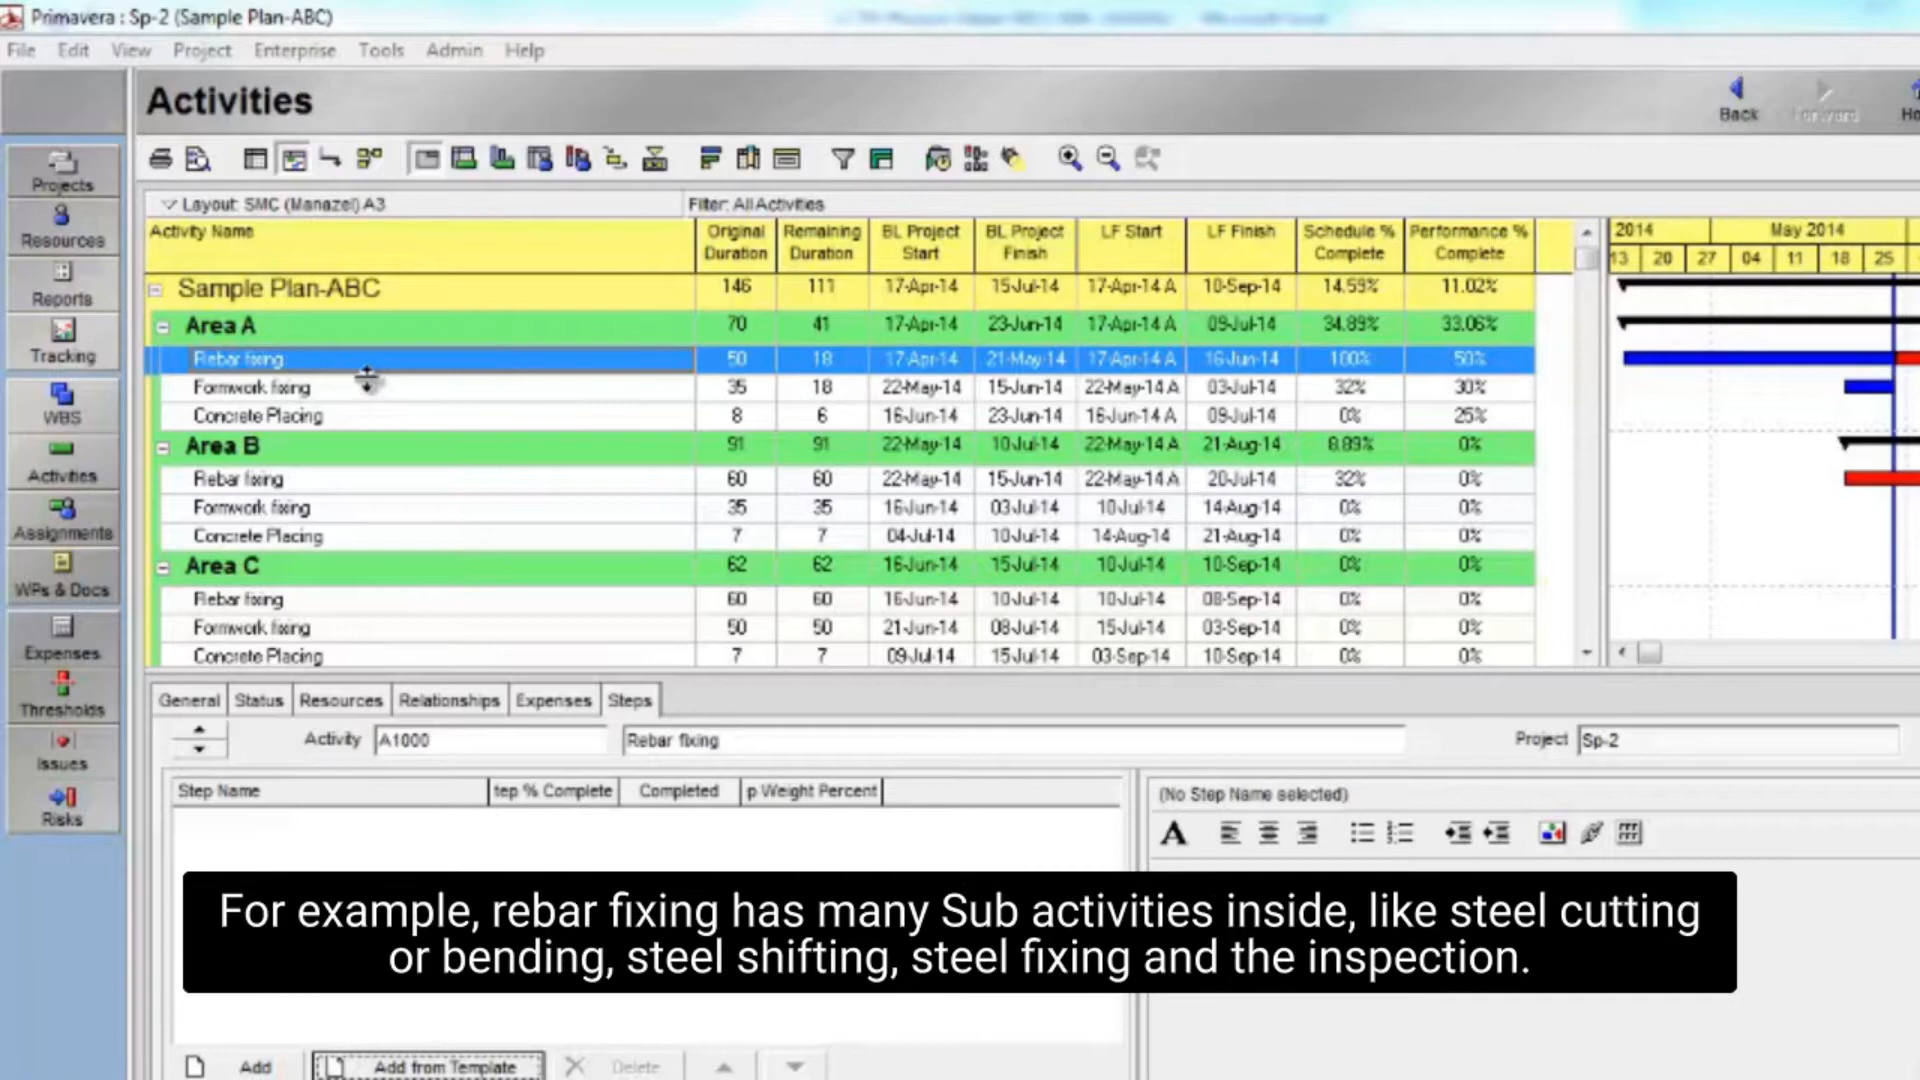 Primavera : Sp-2 (Sample Plan-ABC)
File Edit View Project Enterprise Tools Admin Help
Activities
Back Forward
Projects
Resources
Reports
Tracking
WBS
Activities
Assignments
WPs & Docs
Expenses
Thresholds
Issues
Risks
Layout: SMC (Manazel) A3 Filter: All Activities
Activity Name Original Duration Remaining Duration BL Project Start BL Project Finish LF Start LF Finish Schedule % Complete Performance % Complete
2014 May 2014
13 20 27 04 11 18 25
Sample Plan-ABC 146 111 17-Apr-14 15-Jul-14 17-Apr-14 A 10-Sep-14 14.59% 11.02%
Area A 70 41 17-Apr-14 23-Jun-14 17-Apr-14 A 09-Jul-14 34.89% 33.06%
Rebar fixing 50 18 17-Apr-14 21-May-14 17-Apr-14 A 16-Jun-14 100% 50%
Formwork fixing 35 18 22-May-14 15-Jun-14 22-May-14 A 03-Jul-14 32% 30%
Concrete Placing 8 6 16-Jun-14 23-Jun-14 16-Jun-14 A 09-Jul-14 0% 25%
Area B 91 91 22-May-14 10-Jul-14 22-May-14 A 21-Aug-14 8.89% 0%
Rebar fixing 60 60 22-May-14 15-Jun-14 22-May-14 A 20-Jul-14 32% 0%
Formwork fixing 35 35 16-Jun-14 03-Jul-14 10-Jul-14 14-Aug-14 0% 0%
Concrete Placing 7 7 04-Jul-14 10-Jul-14 14-Aug-14 21-Aug-14 0% 0%
Area C 62 62 16-Jun-14 15-Jul-14 10-Jul-14 10-Sep-14 0% 0%
Rebar fixing 60 60 16-Jun-14 10-Jul-14 10-Jul-14 08-Sep-14 0% 0%
Formwork fixing 50 50 21-Jun-14 08-Jul-14 15-Jul-14 03-Sep-14 0% 0%
Concrete Placing 7 7 09-Jul-14 15-Jul-14 03-Sep-14 10-Sep-14 0% 0%
General Status Resources Relationships Expenses Steps
Activity A1000 Rebar fixing Project Sp-2
Step Name tep % Complete Completed p Weight Percent
(No Step Name selected)
For example, rebar fixing has many Sub activities inside, like steel cutting
or bending, steel shifting, steel fixing and the inspection.
Add Add from Template Delete